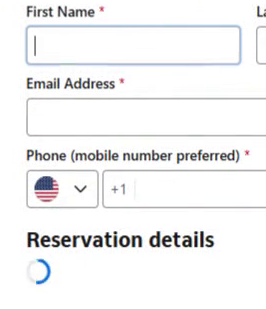 First Name *
Email Address *
Phone (mobile number preferred) *
+1
Reservation details